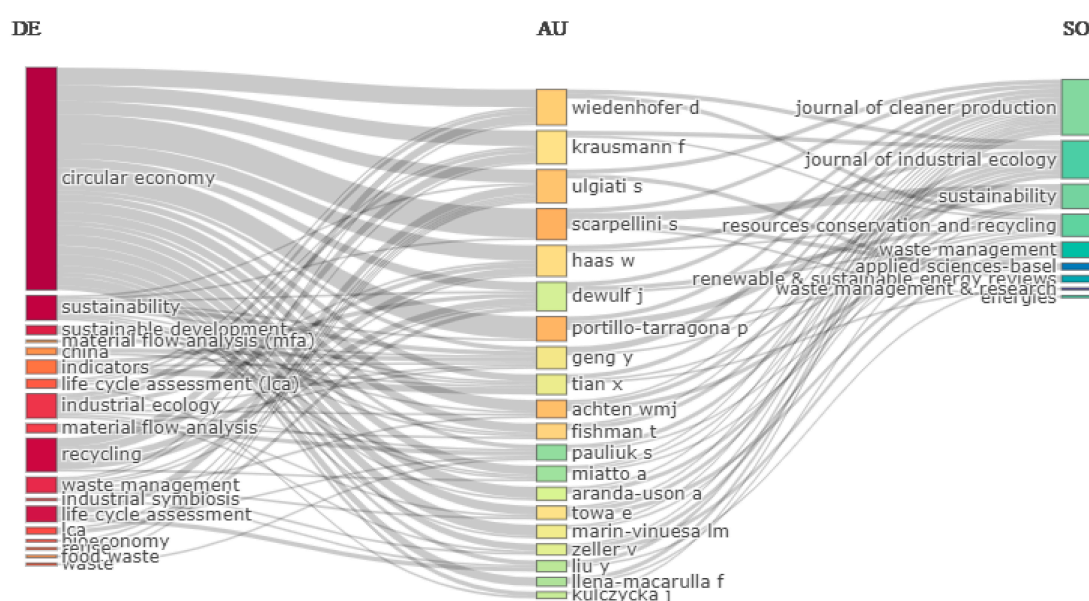 DE
AU
SO
circular economy
sustainability
sustainable development
material flow analysis (mfa)
china
indicators
life cycle assessment (lca)
industrial ecology
material flow analysis
recycling
waste management
industrial symbiosis
life cycle assessment
lca
bioeconomy
reuse
food waste
waste
wiedenhofer d
krausmann f
ulgiati s
scarpellini s
haas w
dewulf j
portillo-tarragona p
geng y
tian x
achten wmj
fishman t
pauliuk s
miatto a
aranda-uson a
towa e
marin-vinuesa lm
zeller v
liu y
llena-macarulla f
kulczycka j
journal of cleaner production
journal of industrial ecology
sustainability
resources conservation and recycling
waste management
applied sciences-basel
renewable & sustainable energy reviews
waste management & research
energies